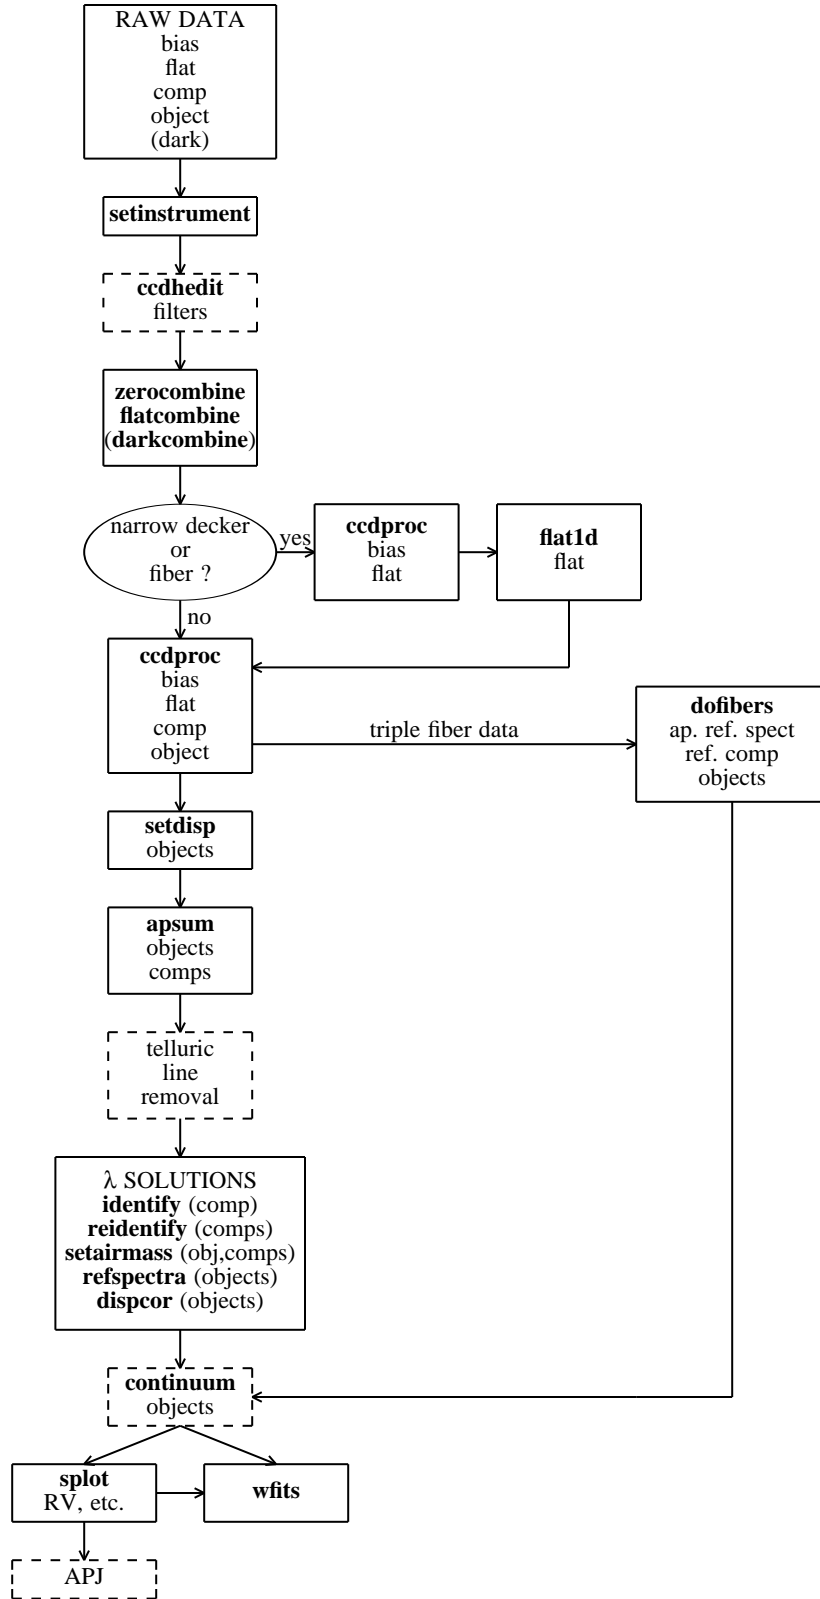 RAW DATA
bias
flat
comp
object
(dark)
setinstrument
ccdhedit
filters
zerocombine
flatcombine
(darkcombine)
narrow decker
or
fiber ?
yes
ccdproc
bias
flat
flat1d
flat
no
ccdproc
bias
flat
comp
object
triple fiber data
dofibers
ap. ref. spect
ref. comp
objects
setdisp
objects
apsum
objects
comps
telluric
line
removal
λ SOLUTIONS
identify (comp)
reidentify (comps)
setairmass (obj,comps)
refspectra (objects)
dispcor (objects)
continuum
objects
splot
RV, etc.
wfits
APJ